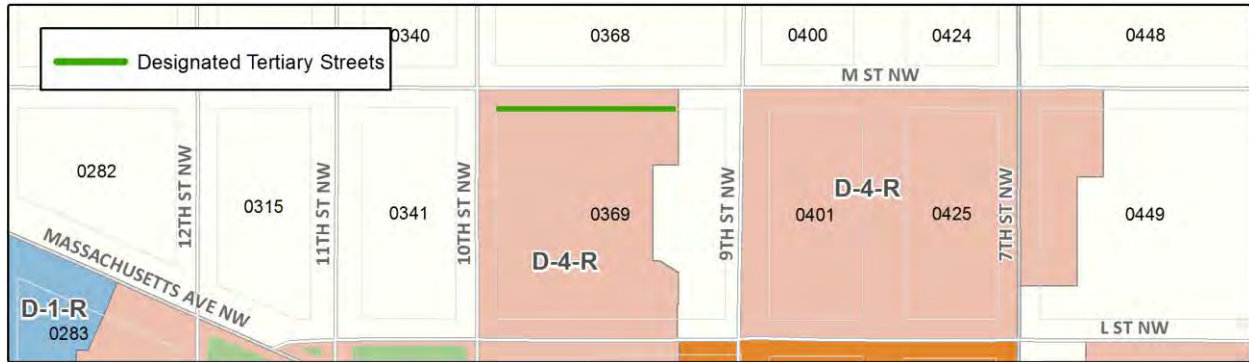 0340
0368
0400
0424
0448
Designated Tertiary Streets
M ST NW
0282
12TH ST NW
0315
11TH ST NW
0341
10TH ST NW
0369
9TH ST NW
0401
D-4-R
0425
7TH ST NW
0449
MASSACHUSETTS AVE NW
D-4-R
D-1-R
0283
L ST NW